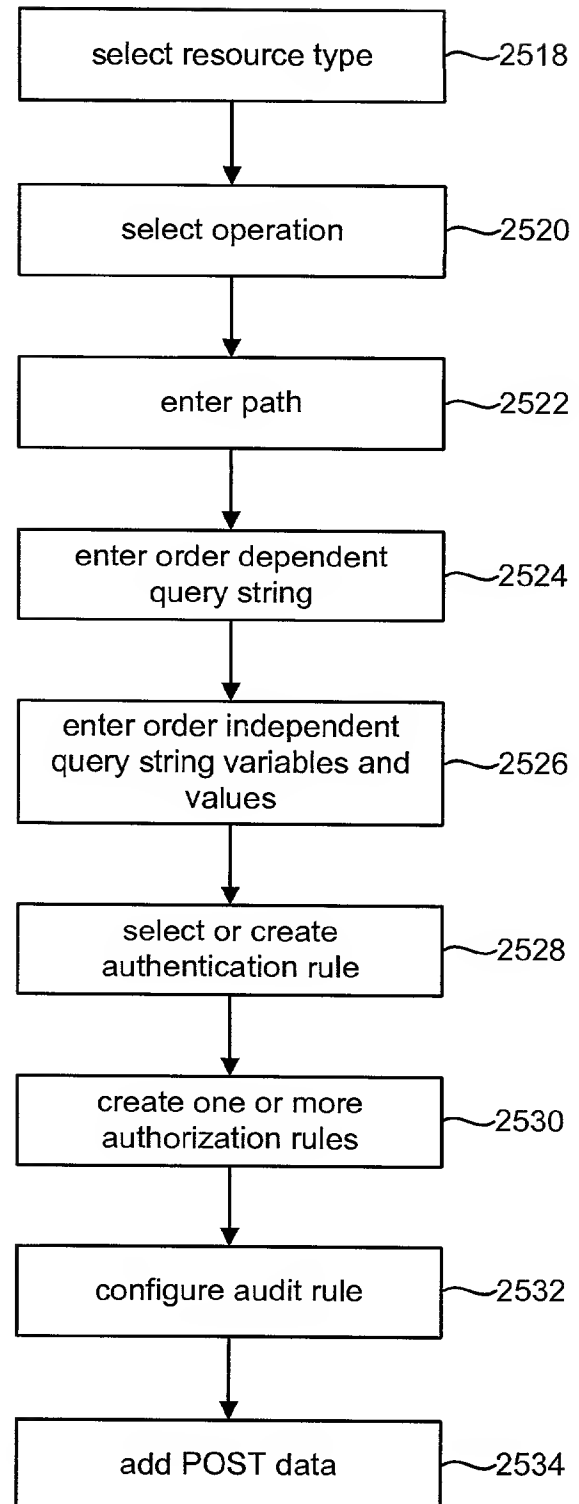 select resource type
2518
select operation
2520
enter path
2522
enter order dependent
query string
2524
enter order independent
query string variables and
values
2526
select or create
authentication rule
2528
create one or more
authorization rules
2530
configure audit rule
2532
add POST data
2534